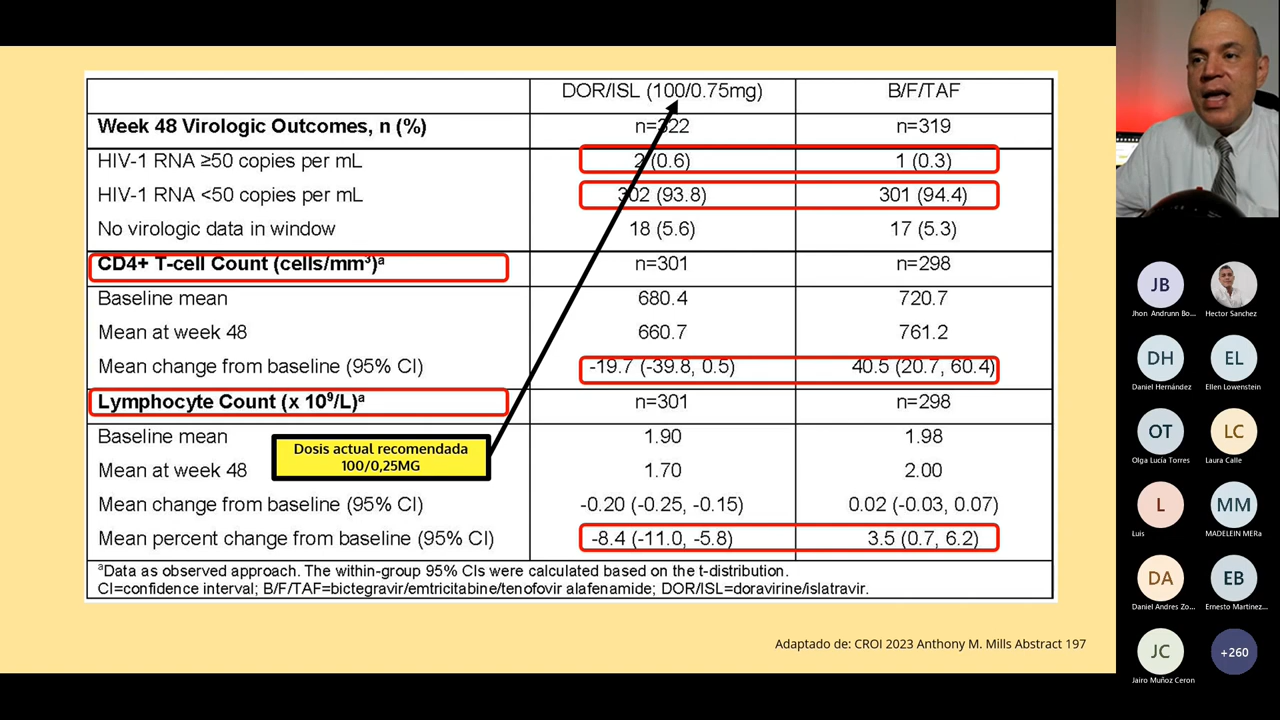 DOR/ISL (100/0.75mg) B/F/TAF
Week 48 Virologic Outcomes, n (%) n=322 n=319
HIV-1 RNA ≥50 copies per mL 2 (0.6) 1 (0.3)
HIV-1 RNA <50 copies per mL 302 (93.8) 301 (94.4)
No virologic data in window 18 (5.6) 17 (5.3)
CD4+ T-cell Count (cells/mm³)ᵃ n=301 n=298
Baseline mean 680.4 720.7
Mean at week 48 660.7 761.2
Mean change from baseline (95% CI) -19.7 (-39.8, 0.5) 40.5 (20.7, 60.4)
Lymphocyte Count (x 10⁹/L)ᵃ n=301 n=298
Baseline mean 1.90 1.98
Mean at week 48 1.70 2.00
Mean change from baseline (95% CI) -0.20 (-0.25, -0.15) 0.02 (-0.03, 0.07)
Mean percent change from baseline (95% CI) -8.4 (-11.0, -5.8) 3.5 (0.7, 6.2)
ᵃData as observed approach. The within-group 95% CIs were calculated based on the t-distribution.
CI=confidence interval; B/F/TAF=bictegravir/emtricitabine/tenofovir alafenamide; DOR/ISL=doravirine/islatravir.
Dosis actual recomendada
100/0,25MG
Adaptado de: CROI 2023 Anthony M. Mills Abstract 197
JB
Jhon Andrunn Bo...
Hector Sanchez
DH
Daniel Hernández
EL
Ellen Lowenstein
OT
Olga Lucía Torres
LC
Laura Calle
L
Luis
MM
MADELEIN MERa
DA
Daniel Andres Zo...
EB
Ernesto Martinez...
JC
Jairo Muñoz Ceron
+260